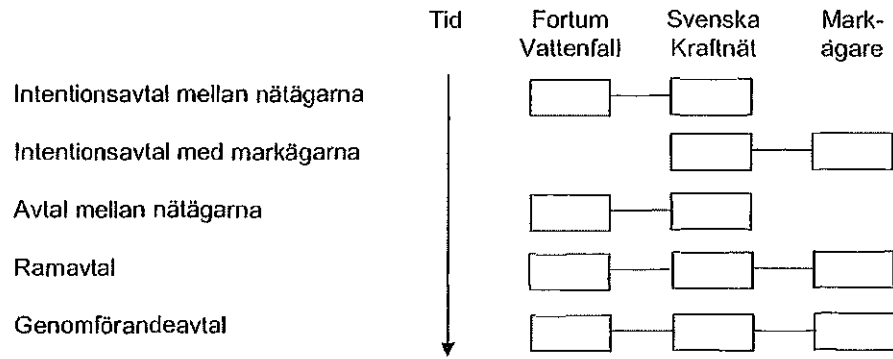 Tid Fortum Svenska Mark-
Vattenfall Kraftnät ägare
Intentionsavtal mellan nätägarna
Intentionsavtal med markägarna
Avtal mellan nätägarna
Ramavtal
Genomförandeavtal